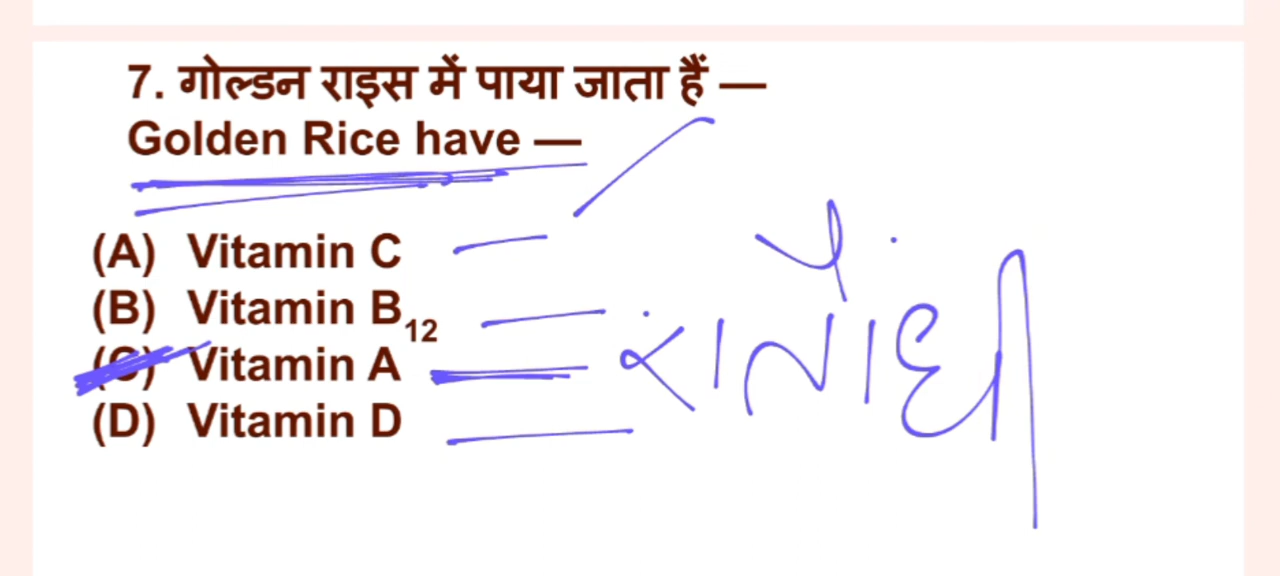 7. गोल्डन राइस में पाया जाता हैं —
Golden Rice have —
(A) Vitamin C
(B) Vitamin B12
(C) Vitamin A
(D) Vitamin D
रतौंधी